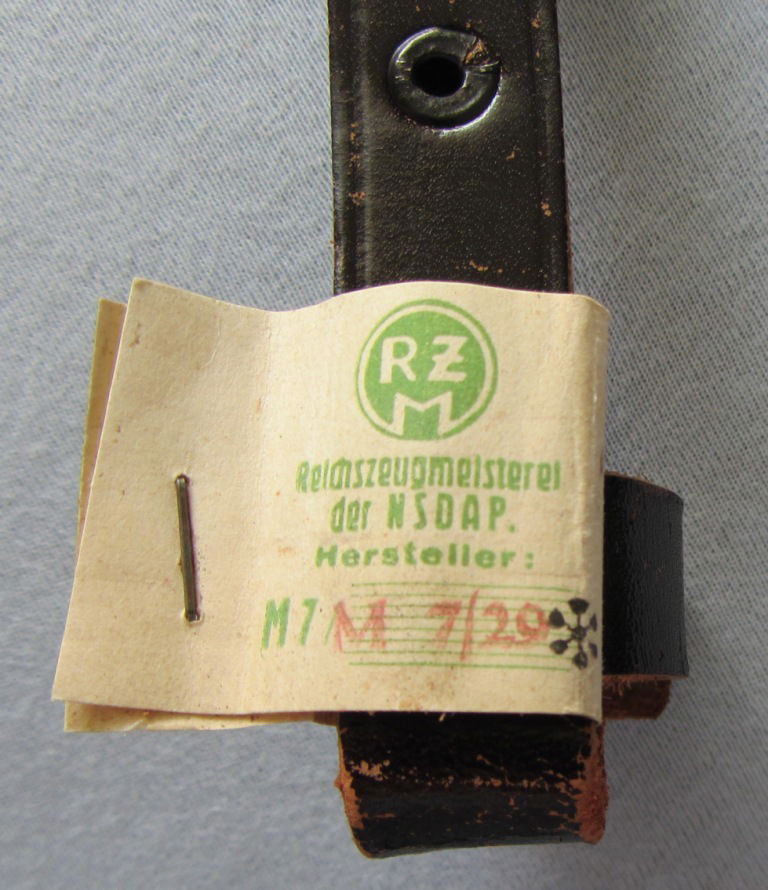 RZM
Reichszeugmeisterei
der NSDAP.
Hersteller:
M7/ M 7/29